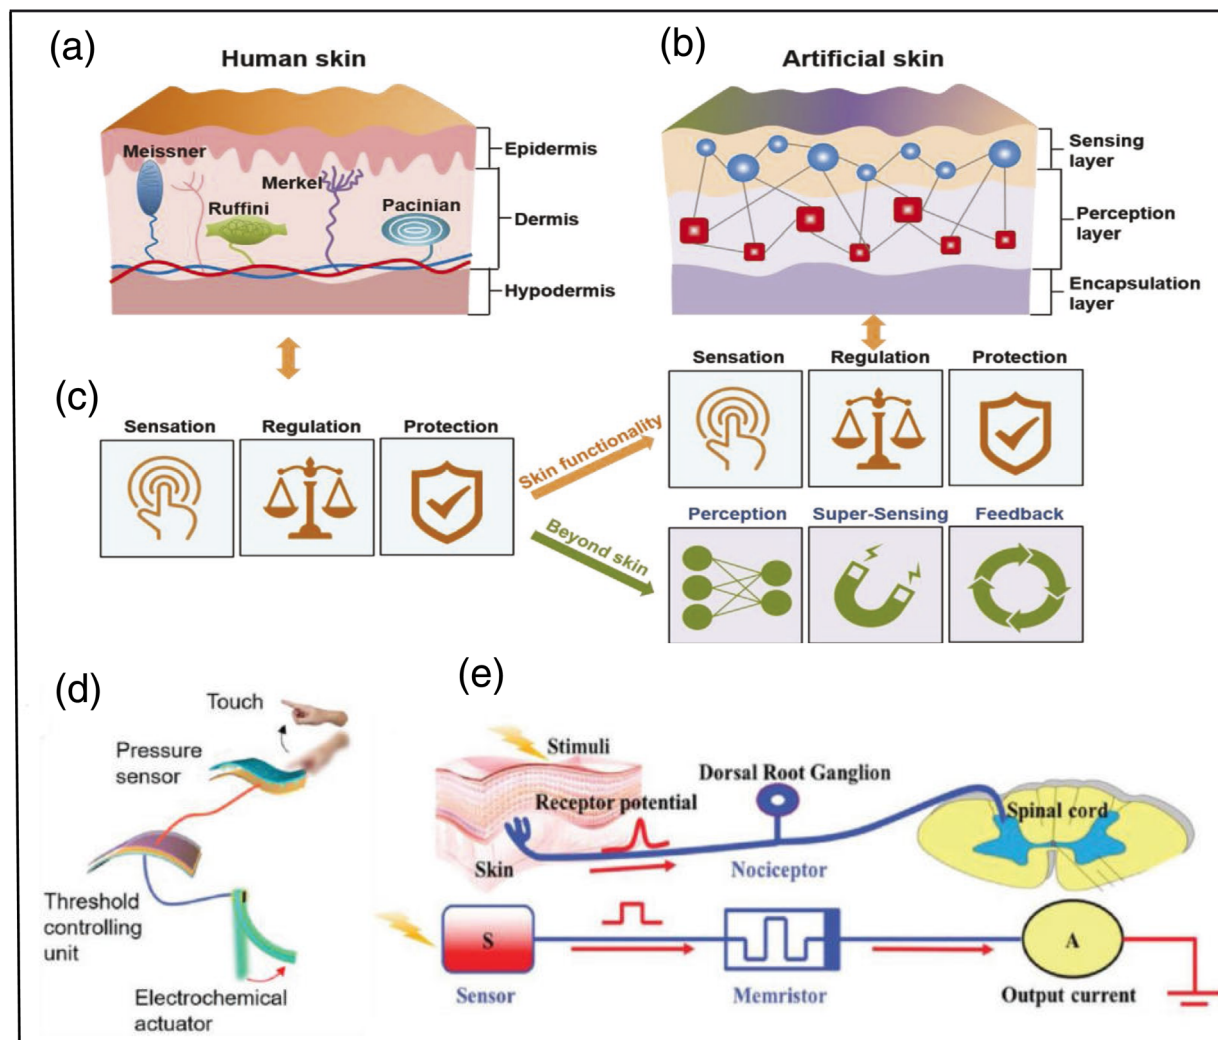 (a)
Human skin
Meissner
Merkel
Ruffini
Pacinian
Epidermis
Dermis
Hypodermis
(b)
Artificial skin
Sensing
layer
Perception
layer
Encapsulation
layer
(c)
Sensation
Regulation
Protection
Skin functionality
Beyond skin
Sensation
Regulation
Protection
Perception
Super-Sensing
Feedback
(d)
Touch
Pressure
sensor
Threshold
controlling
unit
Electrochemical
actuator
(e)
Stimuli
Receptor potential
Skin
Dorsal Root Ganglion
Nociceptor
Spinal cord
S
Sensor
Memristor
A
Output current